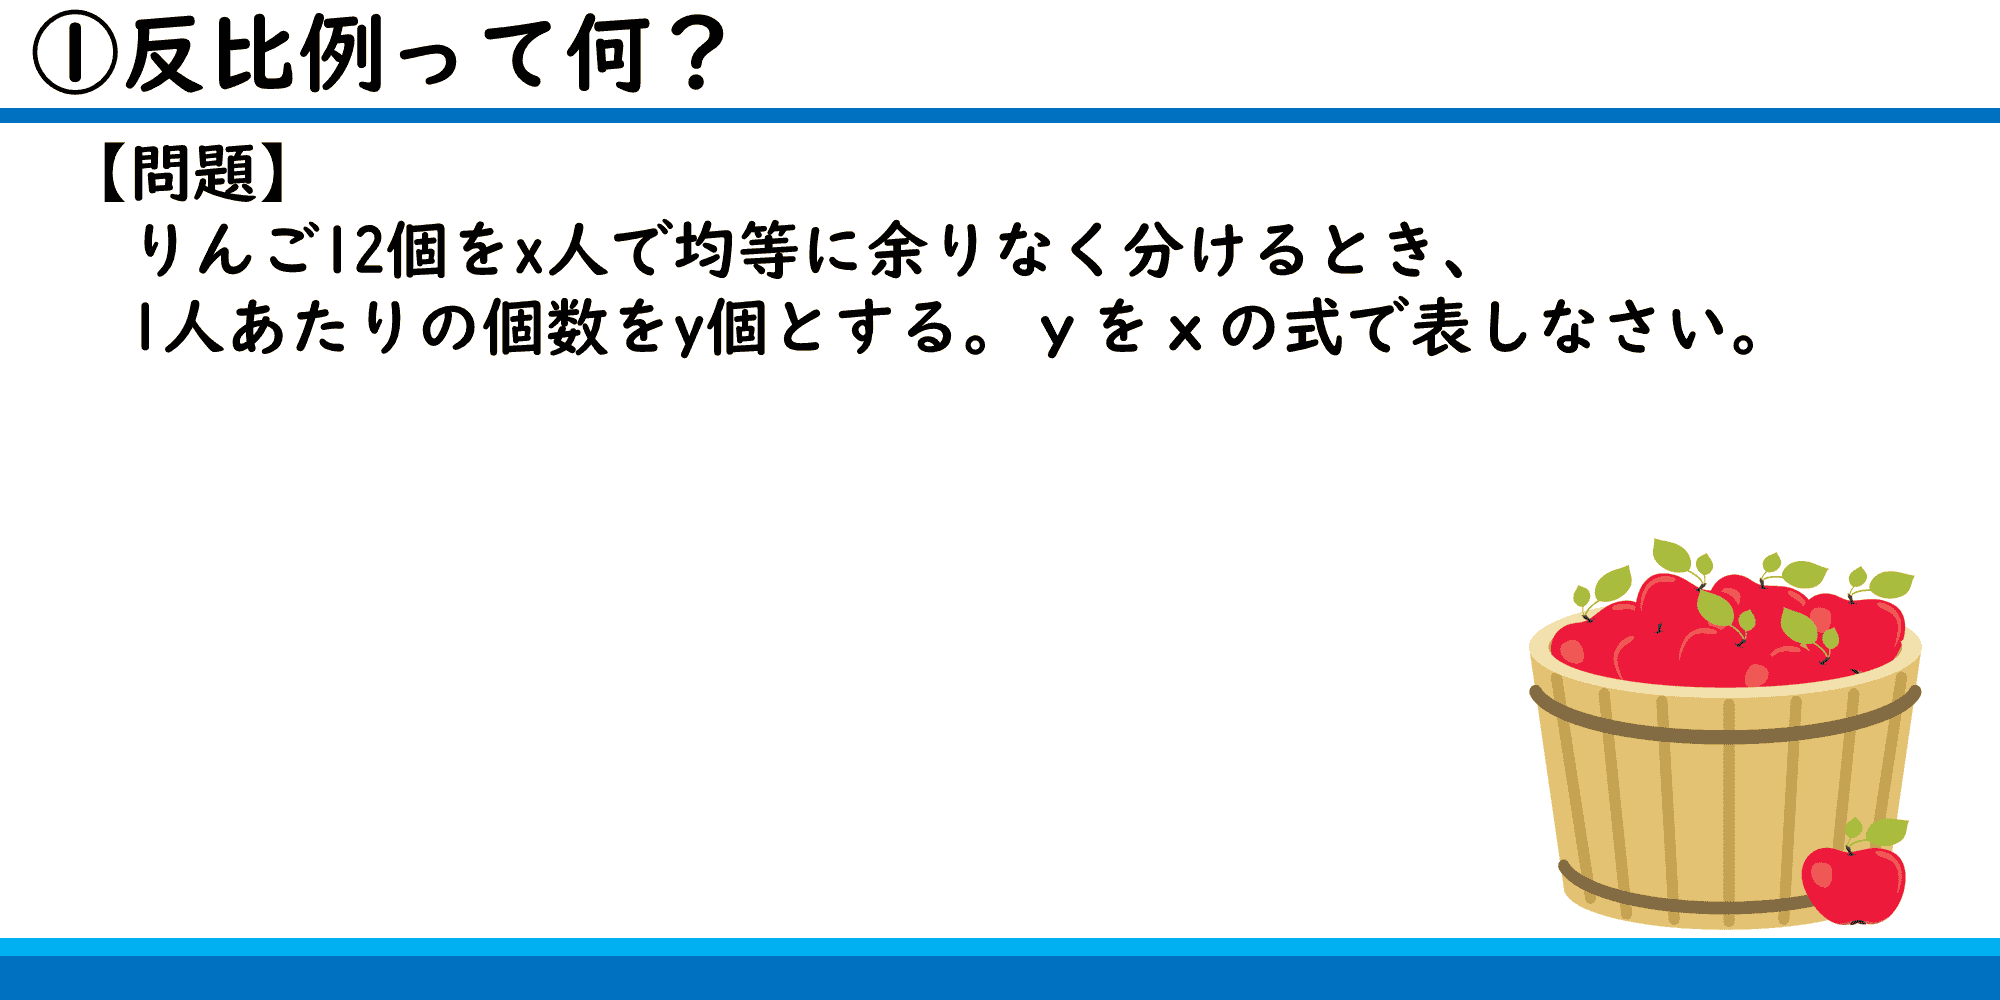 ①反比例って何？
【問題】
りんご12個をx人で均等に余りなく分けるとき、
1人あたりの個数をy個とする。ｙをｘの式で表しなさい。